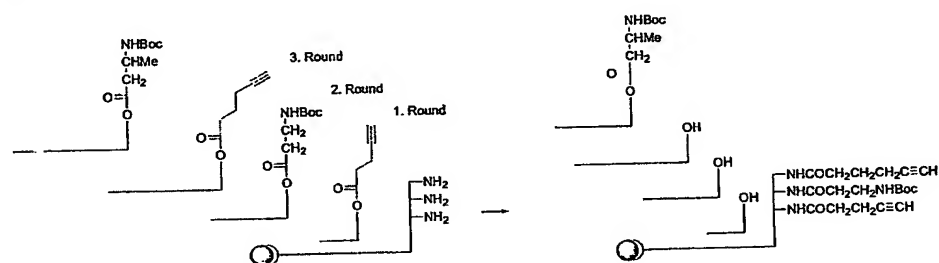 NHBoc
CHMe
CH₂
O=
O
3. Round
O=
O
2. Round
NHBoc
CH₂
CH₂
O=
O
1. Round
O=
O
NH₂
NH₂
NH₂
NHBoc
CHMe
O
O
OH
OH
OH
NHCOCH₂CH₂CH₂C≡CH
NHCOCH₂CH₂NHBoc
NHCOCH₂CH₂C≡CH